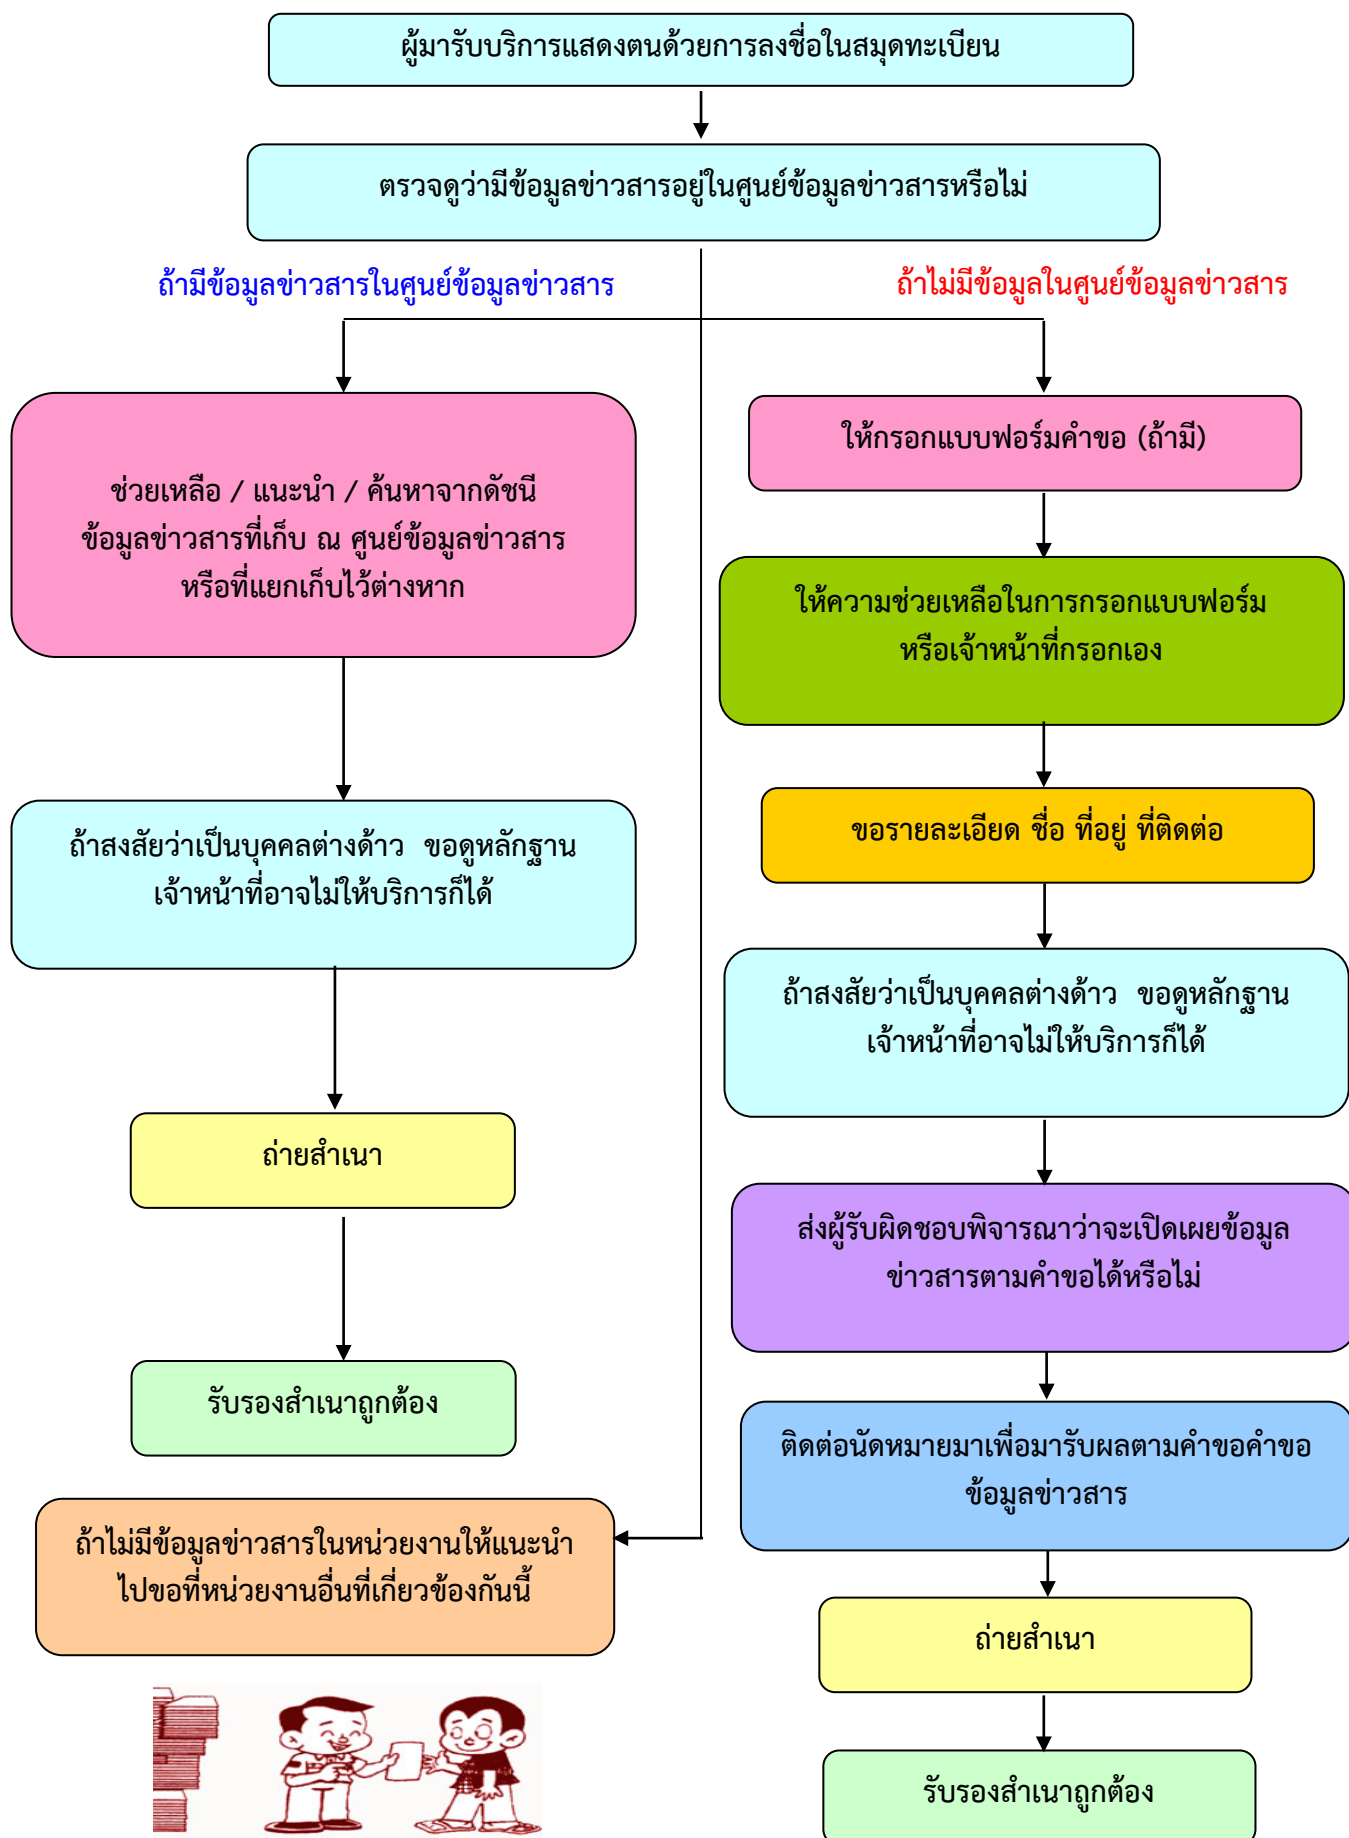 ผู้มารับบริการแสดงตนด้วยการลงชื่อในสมุดทะเบียน
ตรวจดูว่ามีข้อมูลข่าวสารอยู่ในศูนย์ข้อมูลข่าวสารหรือไม่
ถ้ามีข้อมูลข่าวสารในศูนย์ข้อมูลข่าวสาร
ช่วยเหลือ / แนะนำ / ค้นหาจากดัชนี
ข้อมูลข่าวสารที่เก็บ ณ ศูนย์ข้อมูลข่าวสาร
หรือที่แยกเก็บไว้ต่างหาก
ถ้าสงสัยว่าเป็นบุคคลต่างด้าว ขอดูหลักฐาน
เจ้าหน้าที่อาจไม่ให้บริการก็ได้
ถ่ายสำเนา
รับรองสำเนาถูกต้อง
ถ้าไม่มีข้อมูลข่าวสารในหน่วยงานให้แนะนำ
ไปขอที่หน่วยงานอื่นที่เกี่ยวข้องกันนี้
ถ้าไม่มีข้อมูลในศูนย์ข้อมูลข่าวสาร
ให้กรอกแบบฟอร์มคำขอ (ถ้ามี)
ให้ความช่วยเหลือในการกรอกแบบฟอร์ม
หรือเจ้าหน้าที่กรอกเอง
ขอรายละเอียด ชื่อ ที่อยู่ ที่ติดต่อ
ถ้าสงสัยว่าเป็นบุคคลต่างด้าว ขอดูหลักฐาน
เจ้าหน้าที่อาจไม่ให้บริการก็ได้
ส่งผู้รับผิดชอบพิจารณาว่าจะเปิดเผยข้อมูล
ข่าวสารตามคำขอได้หรือไม่
ติดต่อนัดหมายมาเพื่อมารับผลตามคำขอคำขอ
ข้อมูลข่าวสาร
ถ่ายสำเนา
รับรองสำเนาถูกต้อง